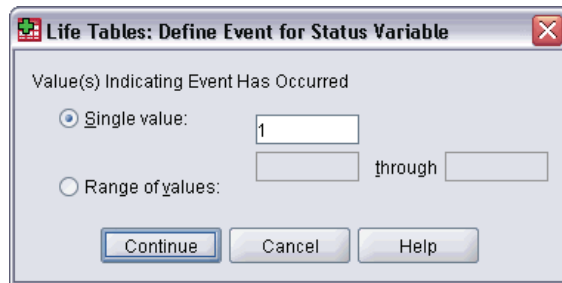 Life Tables: Define Event for Status Variable
Value(s) Indicating Event Has Occurred
Single value:
1
through
Range of values:
Continue Cancel Help